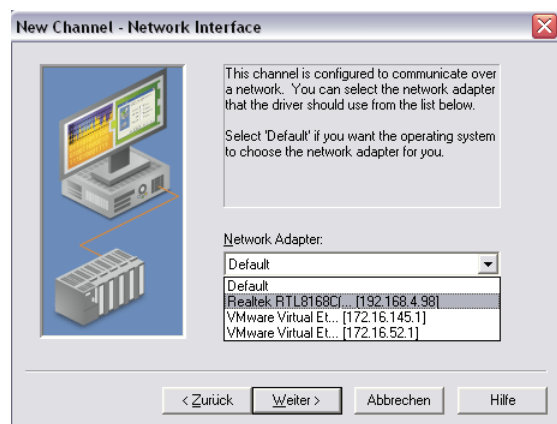 New Channel - Network Interface
This channel is configured to communicate over
a network. You can select the network adapter
that the driver should use from the list below.
Select 'Default' if you want the operating system
to choose the network adapter for you.
Network Adapter:
Default
Default
Realtek RTL8168C(... [192.168.4.98]
VMware Virtual Et... [172.16.145.1]
VMware Virtual Et... [172.16.52.1]
< Zurück
Weiter >
Abbrechen
Hilfe